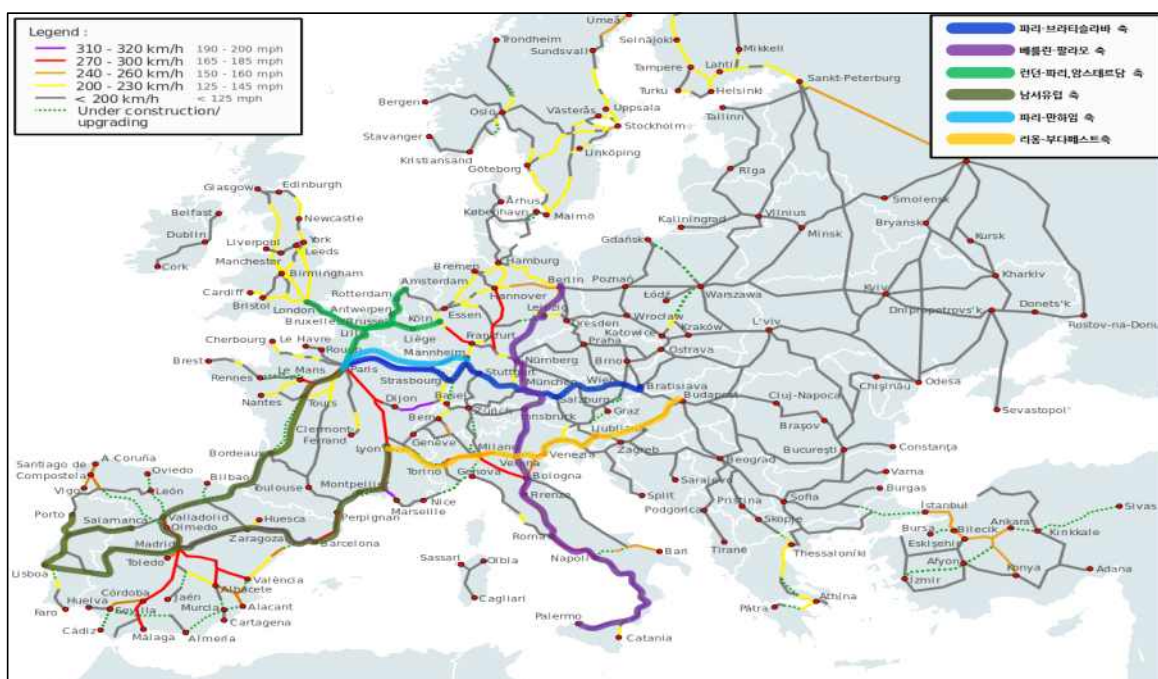 Legend :
310 - 320 km/h 190 - 200 mph
270 - 300 km/h 165 - 185 mph
240 - 260 km/h 150 - 160 mph
200 - 230 km/h 125 - 145 mph
< 200 km/h < 125 mph
Under construction/
upgrading
파리-브라티슬라바 축
베를린-팔라모 축
런던-파리,암스테르담 축
남서유럽 축
파리-만하임 축
리옹-부다페스트축
Umeå
Trondheim
Sundsvall
Seinäjoki
Mikkeli
Tampere
Lahti
Sankt-Peterburg
Turku
Helsinki
Bergen
Oslo
Västerås
Uppsala
Stockholm
Tallinn
Stavanger
Kristiansand
Linköping
Göteborg
Rīga
Glasgow
Edinburgh
Århus
København
Malmö
Smolensk
Belfast
Newcastle
Kaliningrad
Vilnius
Minsk
Bryansk
Kursk
Dublin
Liverpool
York
Leeds
Gdańsk
Cork
Manchester
Birmingham
Hamburg
Bremen
Berlin
Poznań
Warszawa
Kharkiv
Amsterdam
Rotterdam
Hannover
Cardiff
Bristol
London
Antwerpen
Essen
Leipzig
Łódź
Kyiv
Donets'k
Dnipropetrovs'k
Rostov-na-Donu
Bruxelles
Brussel
Köln
Dresden
Wrocław
Lille
Liège
Frankfurt
Katowice
Kraków
L'viv
Cherbourg
Le Havre
Rouen
Praha
Ostrava
Brest
Mannheim
Nürnberg
Brno
Rennes
Le Mans
Paris
Strasbourg
Stuttgart
Wien
Bratislava
Chişinău
Odesa
München
Nantes
Tours
Dijon
Basel
Zürich
Salzburg
Budapest
Cluj-Napoca
Sevastopol'
Innsbruck
Graz
Bern
Clermont
Ferrand
Genève
Ljubljana
Braşov
Lyon
Milano
Verona
Venezia
Zagreb
Bordeaux
Torino
Genova
Bologna
Beograd
Bucureşti
Constanţa
Santiago de
Compostela
A Coruña
Oviedo
Bilbao
Toulouse
Montpellier
Nice
Marseille
Firenze
Split
Sarajevo
Varna
Burgas
Vigo
León
Podgorica
Pristina
Sofia
Porto
Salamanca
Valladolid
Olmedo
Huesca
Perpignan
Skopje
İstanbul
Ankara
Sivas
Madrid
Zaragoza
Barcelona
Roma
Bari
Tiranë
Bursa
Bilecik
Eskişehir
Kırıkkale
Toledo
Napoli
Thessaloniki
Lisboa
Sassari
Olbia
Afyon
Konya
Adana
València
Albacete
Cagliari
İzmir
Faro
Huelva
Córdoba
Sevilla
Jaén
Murcia
Alacant
Cartagena
Pátra
Athína
Cádiz
Málaga
Almería
Palermo
Catania